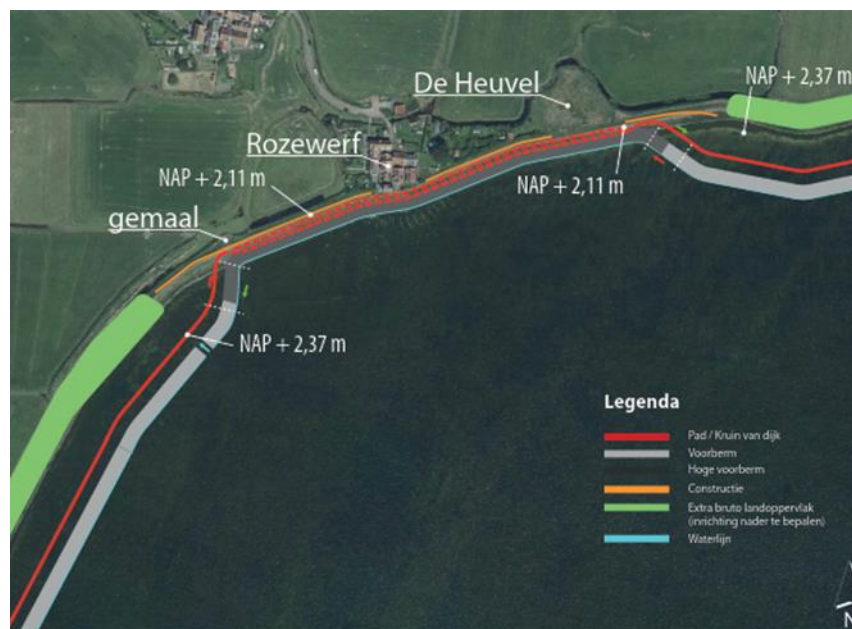 NAP + 2,37 m
De Heuvel
Rozewerf
NAP + 2,11 m
NAP + 2,11 m
gemaal
NAP + 2,37 m
Legenda
Pad / Kruin van dijk
Voorberm
Hoge voorberm
Constructie
Extra bruto landoppervlak
(inrichting nader te bepalen)
Waterlijn
N